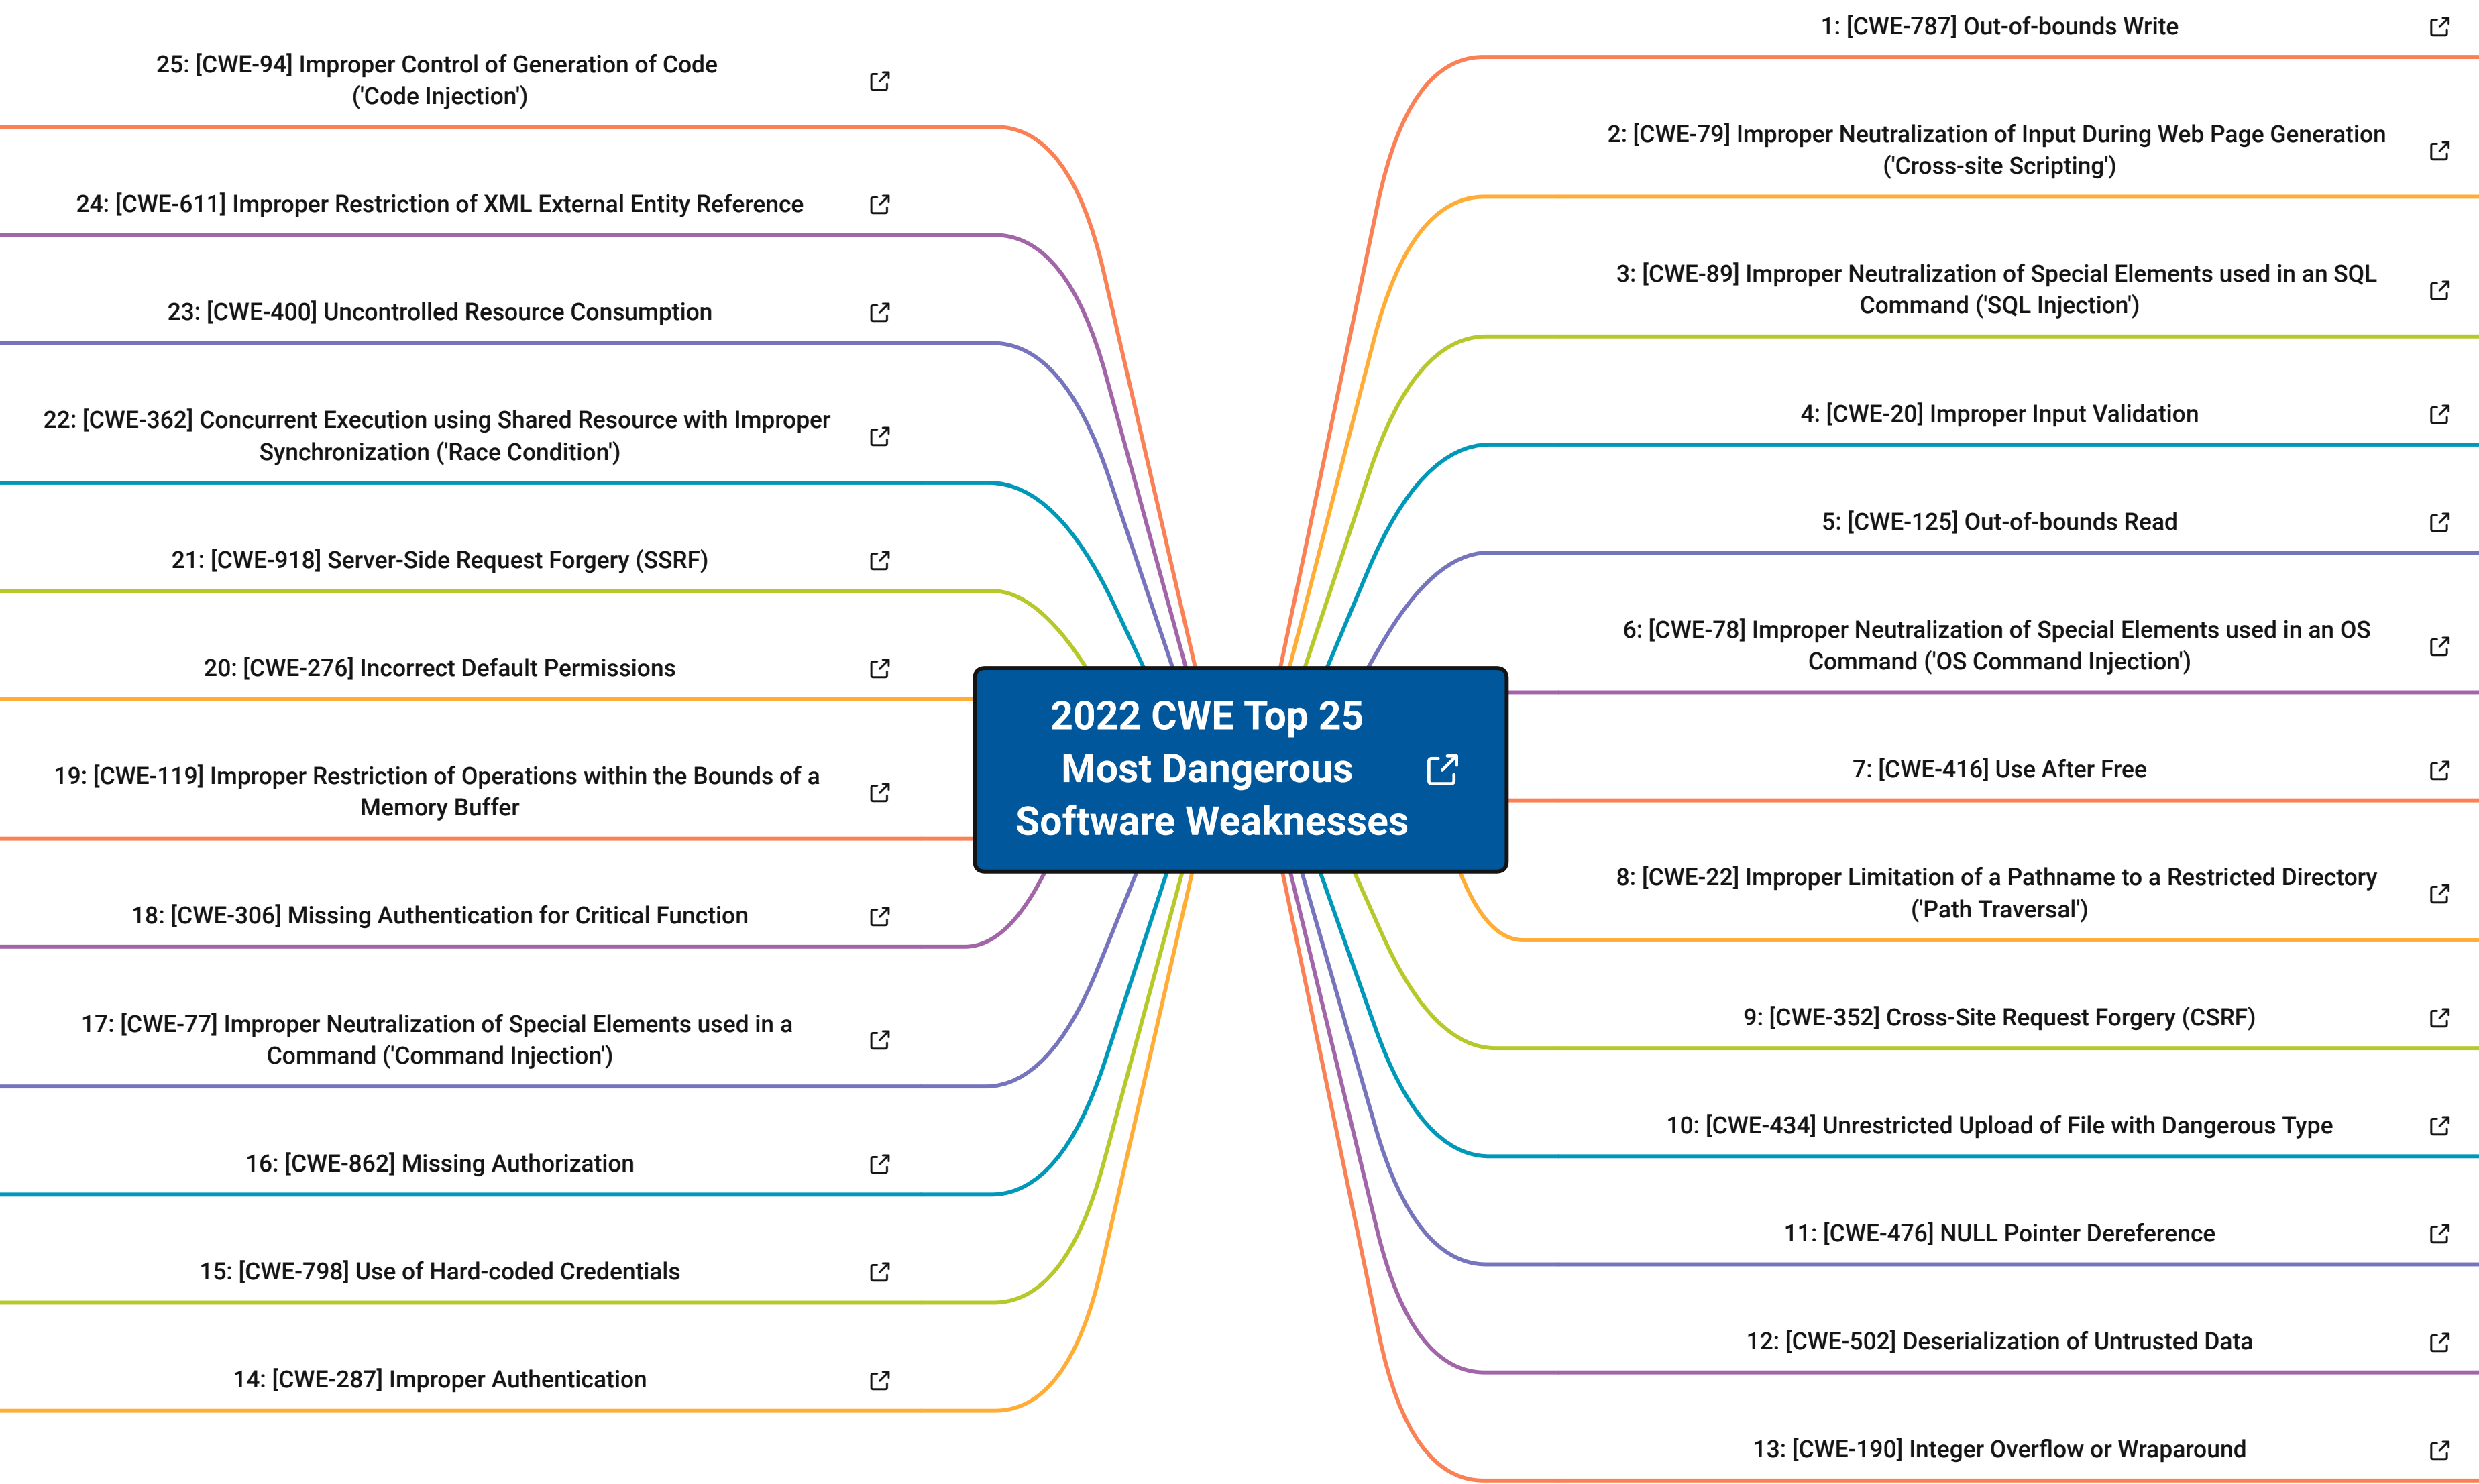 2022 CWE Top 25
Most Dangerous
Software Weaknesses
1: [CWE-787] Out-of-bounds Write
2: [CWE-79] Improper Neutralization of Input During Web Page Generation
('Cross-site Scripting')
3: [CWE-89] Improper Neutralization of Special Elements used in an SQL
Command ('SQL Injection')
4: [CWE-20] Improper Input Validation
5: [CWE-125] Out-of-bounds Read
6: [CWE-78] Improper Neutralization of Special Elements used in an OS
Command ('OS Command Injection')
7: [CWE-416] Use After Free
8: [CWE-22] Improper Limitation of a Pathname to a Restricted Directory
('Path Traversal')
9: [CWE-352] Cross-Site Request Forgery (CSRF)
10: [CWE-434] Unrestricted Upload of File with Dangerous Type
11: [CWE-476] NULL Pointer Dereference
12: [CWE-502] Deserialization of Untrusted Data
13: [CWE-190] Integer Overflow or Wraparound
14: [CWE-287] Improper Authentication
15: [CWE-798] Use of Hard-coded Credentials
16: [CWE-862] Missing Authorization
17: [CWE-77] Improper Neutralization of Special Elements used in a
Command ('Command Injection')
18: [CWE-306] Missing Authentication for Critical Function
19: [CWE-119] Improper Restriction of Operations within the Bounds of a
Memory Buffer
20: [CWE-276] Incorrect Default Permissions
21: [CWE-918] Server-Side Request Forgery (SSRF)
22: [CWE-362] Concurrent Execution using Shared Resource with Improper
Synchronization ('Race Condition')
23: [CWE-400] Uncontrolled Resource Consumption
24: [CWE-611] Improper Restriction of XML External Entity Reference
25: [CWE-94] Improper Control of Generation of Code
('Code Injection')